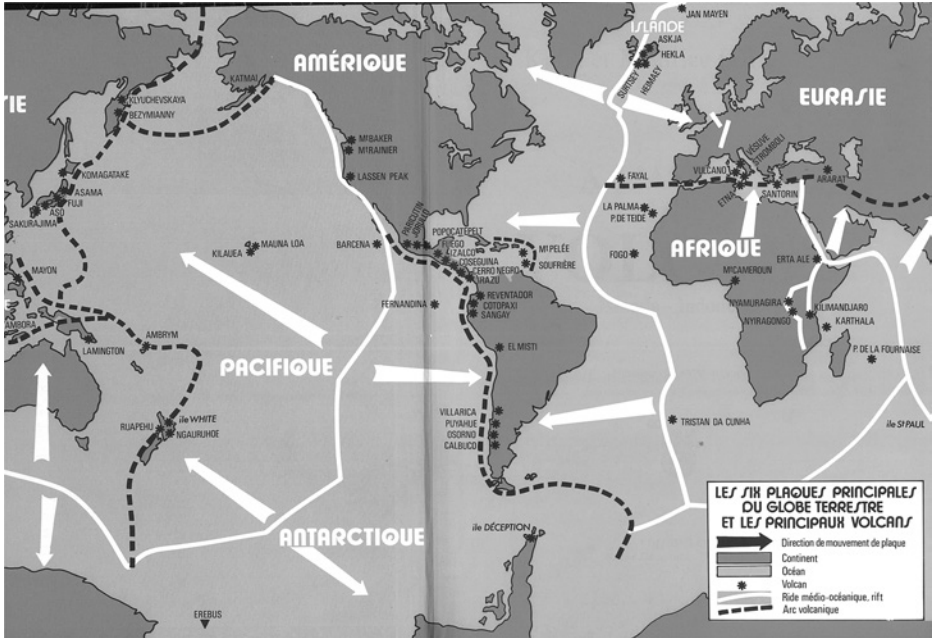 JAN MAYEN
ISLANDE
ASKJA
HEKLA
HEIMAEY
SURTSEY
AMÉRIQUE
KATMAI
EURASIE
KLYUCHEVSKAYA
BEZYMIANNY
Mt BAKER
Mt RAINIER
LASSEN PEAK
KOMAGATAKE
ASAMA
FUJI
ASO
SAKURAJIMA
FAYAL
VULCANO
VÉSUVE
STROMBOLI
ETNA
SANTORIN
ARARAT
LA PALMA
P. DE TEIDE
AFRIQUE
PARICUTIN
JORULLO
POPOCATEPELT
FUEGO
IZALCO
COSEGUINA
CERRO NEGRO
IRAZU
Mt PELÉE
SOUFRIÈRE
BARCENA
MAUNA LOA
KILAUEA
FOGO
ERTA ALE
Mt CAMEROUN
MAYON
FERNANDINA
REVENTADOR
COTOPAXI
SANGAY
NYAMURAGIRA
NYIRAGONGO
KILIMANDJARO
KARTHALA
P. DE LA FOURNAISE
AMBORA
LAMINGTON
AMBRYM
EL MISTI
PACIFIQUE
île WHITE
RUAPEHU
NGAURUHOE
VILLARICA
PUYAHUE
OSORNO
CALBUCO
TRISTAN DA CUNHA
île St PAUL
ANTARCTIQUE
île DÉCEPTION
EREBUS
LES SIX PLAQUES PRINCIPALES
DU GLOBE TERRESTRE
ET LES PRINCIPAUX VOLCANS
Direction de mouvement de plaque
Continent
Océan
Volcan
Ride médio-océanique, rift
Arc volcanique